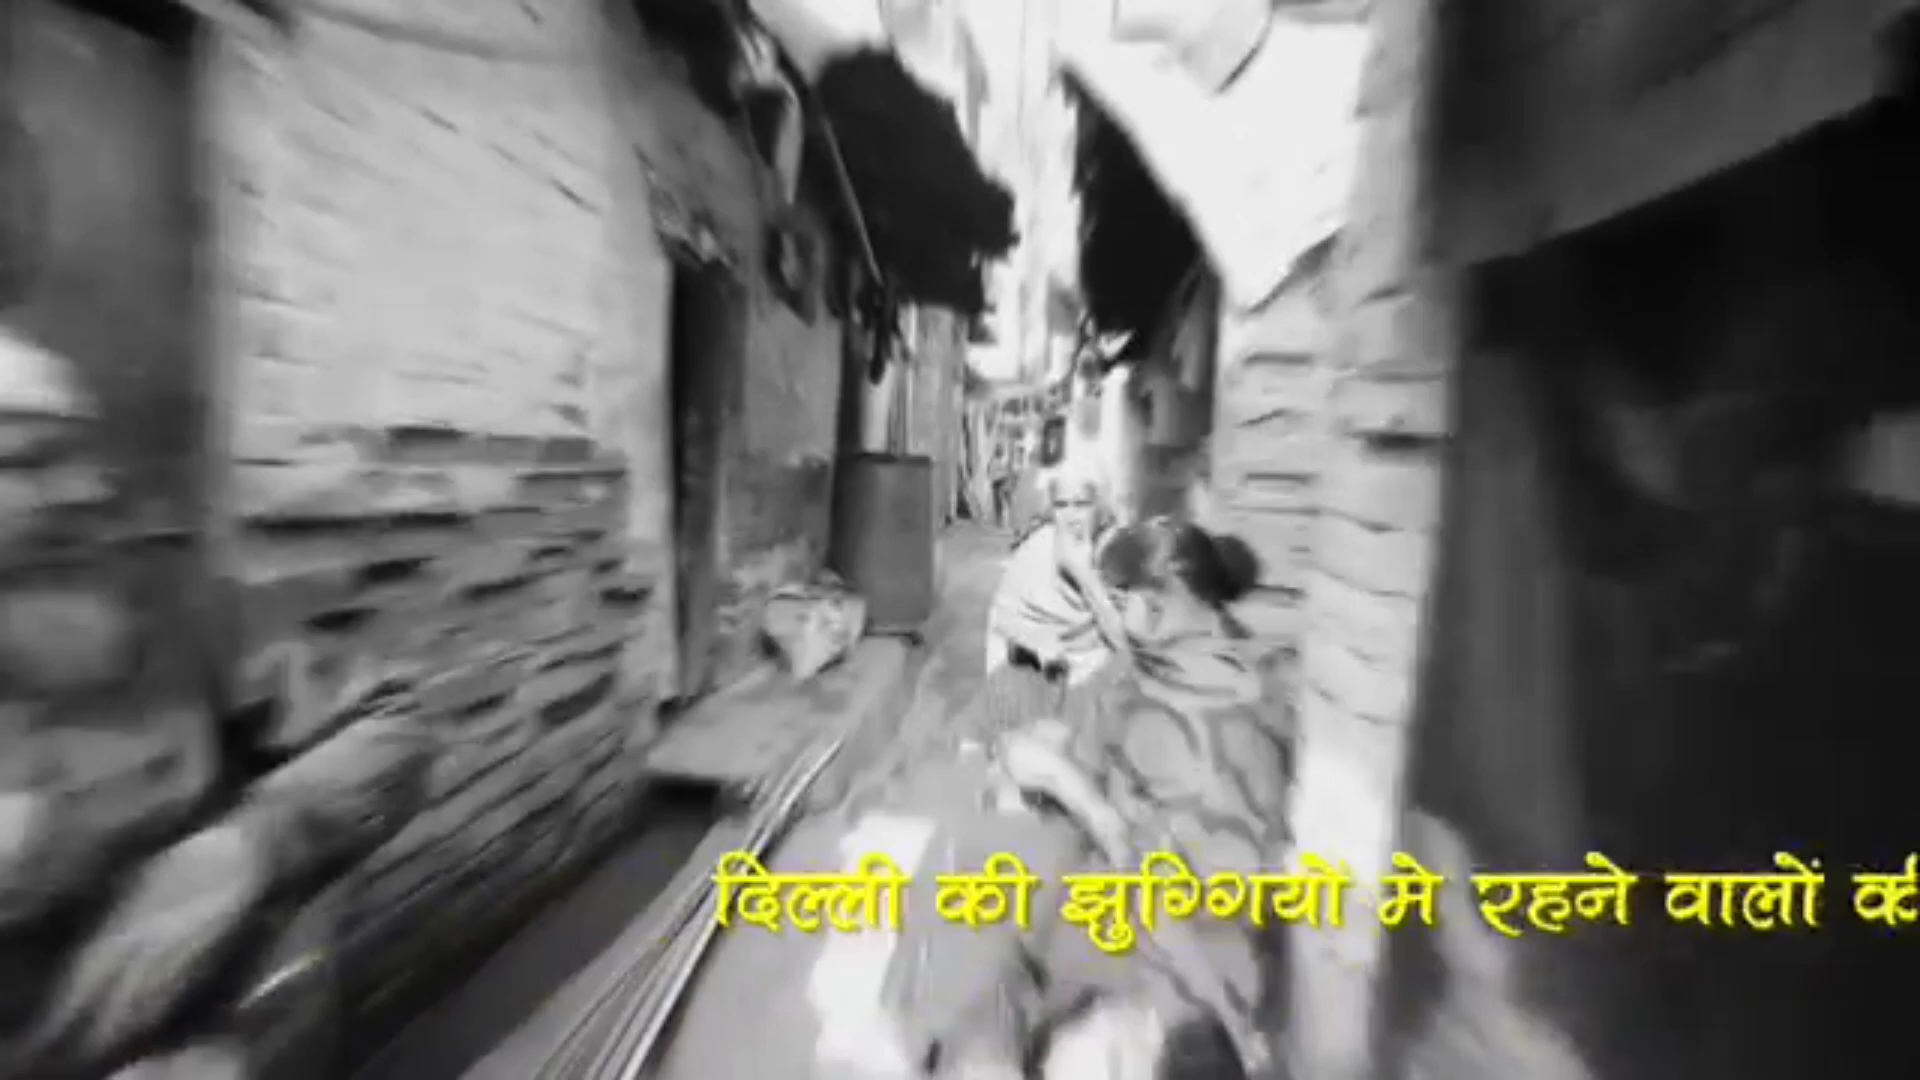 दिल्ली की झुग्गियों मे रहने वालों की